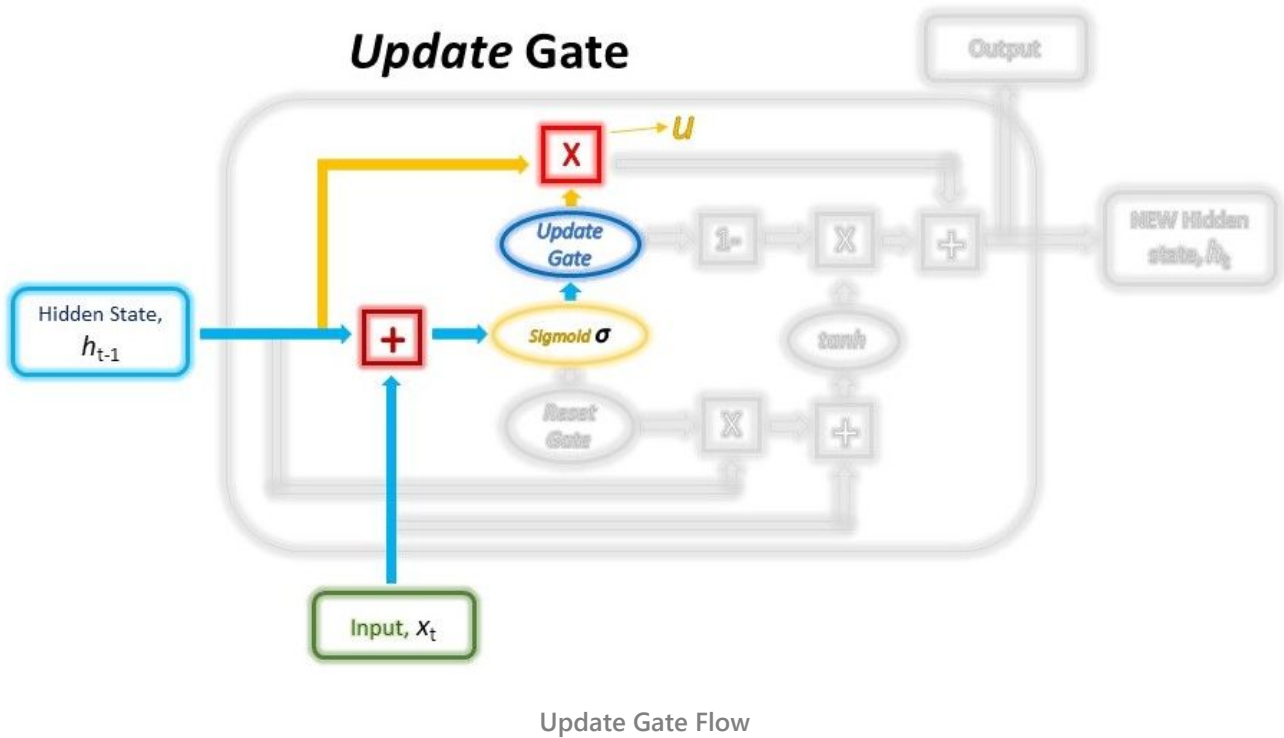 Update Gate
Output
X
u
Update
Gate
1-
X
+
NEW Hidden
state, ht
Hidden State,
ht-1
+
Sigmoid σ
tanh
Reset
Gate
X
+
Input, xt
Update Gate Flow